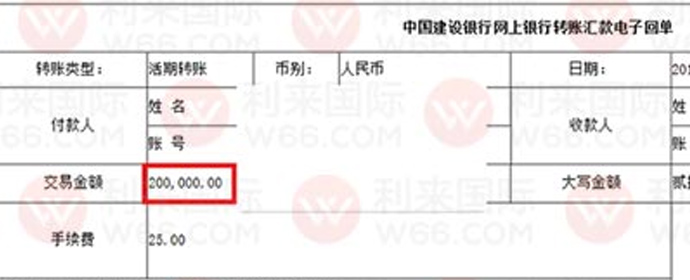 中国建设银行网上银行转账汇款电子回单
转账类型： 活期转账 币别： 人民币 日期： 201
付款人 姓 名 收款人 姓
账 号 账
交易金额 200,000.00 大写金额 贰
手续费 25.00
利来国际 W66.COM
利来国际 W66.COM
利来国际 W66.COM
利来国际
W66.COM
利来国际
W66.COM
利来国际
W66.COM